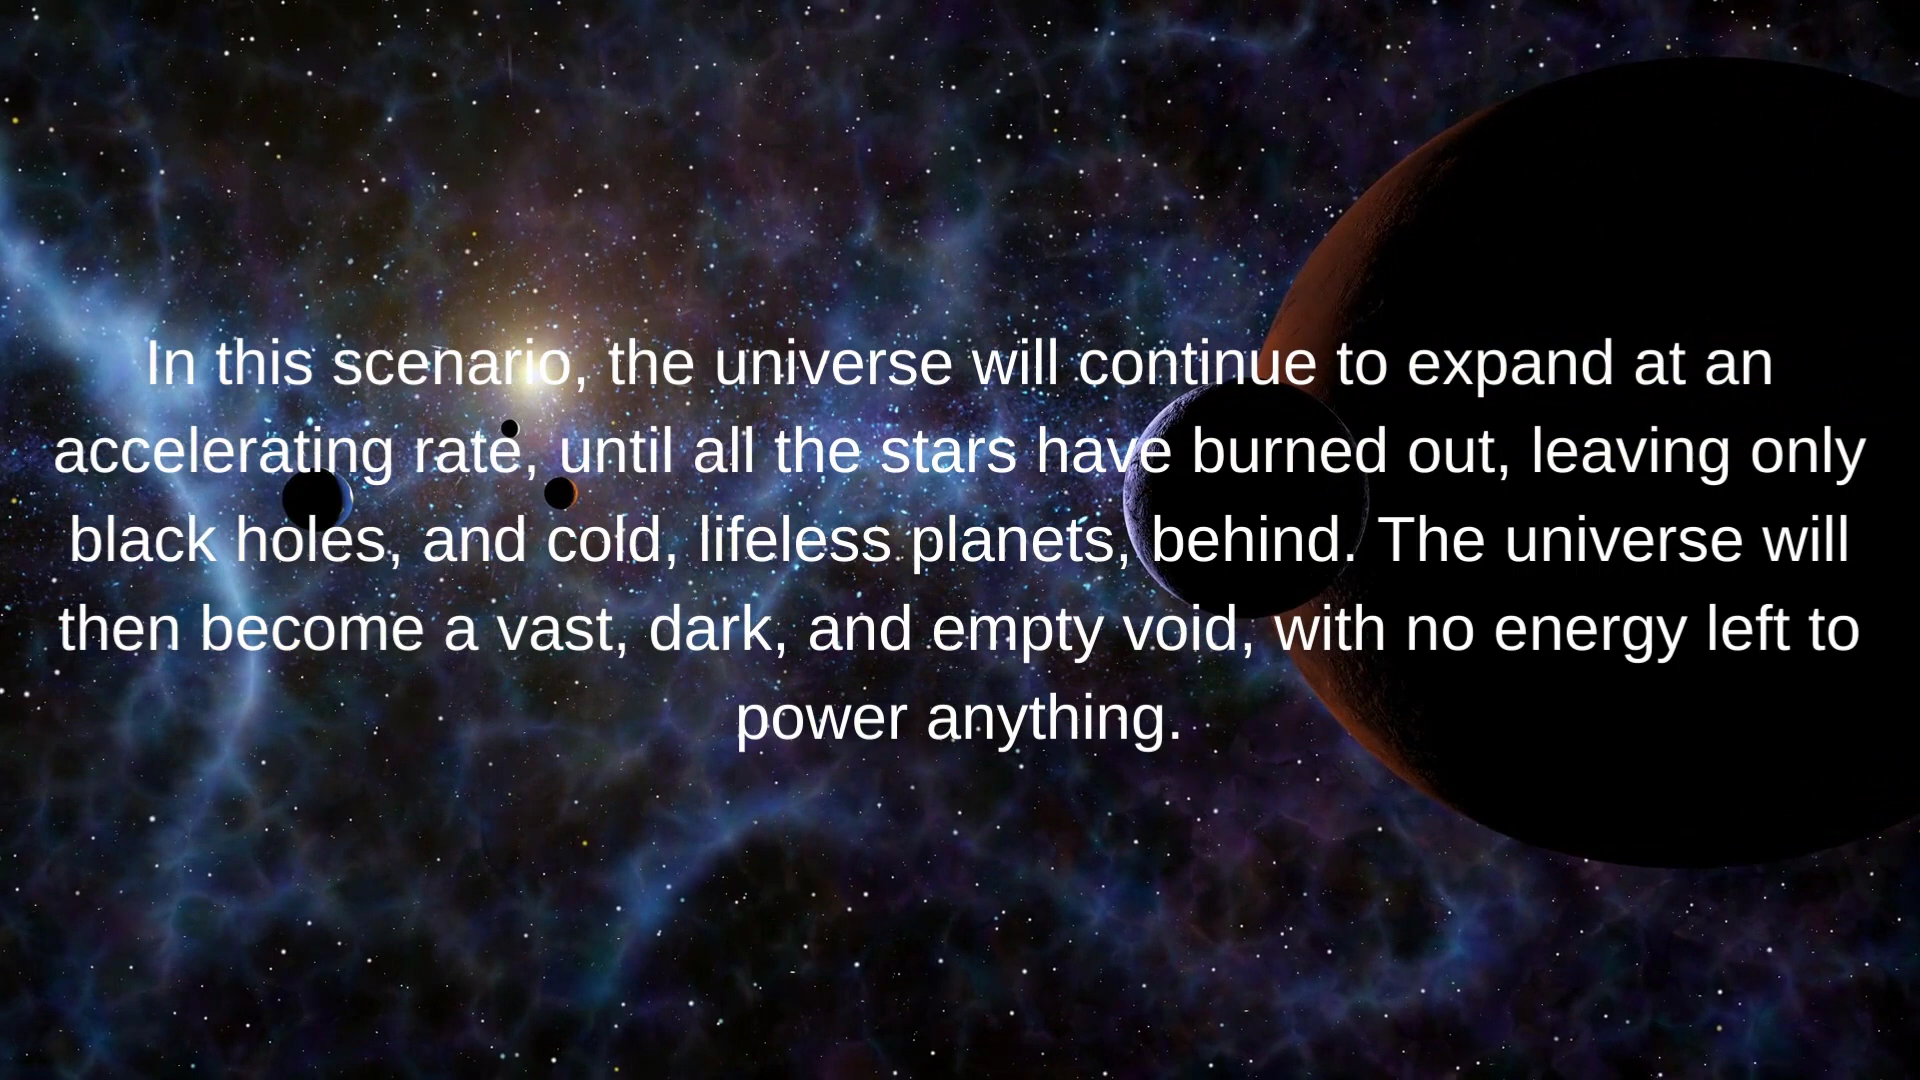 In this scenario, the universe will continue to expand at an
accelerating rate, until all the stars have burned out, leaving only
black holes, and cold, lifeless planets, behind. The universe will
then become a vast, dark, and empty void, with no energy left to
power anything.